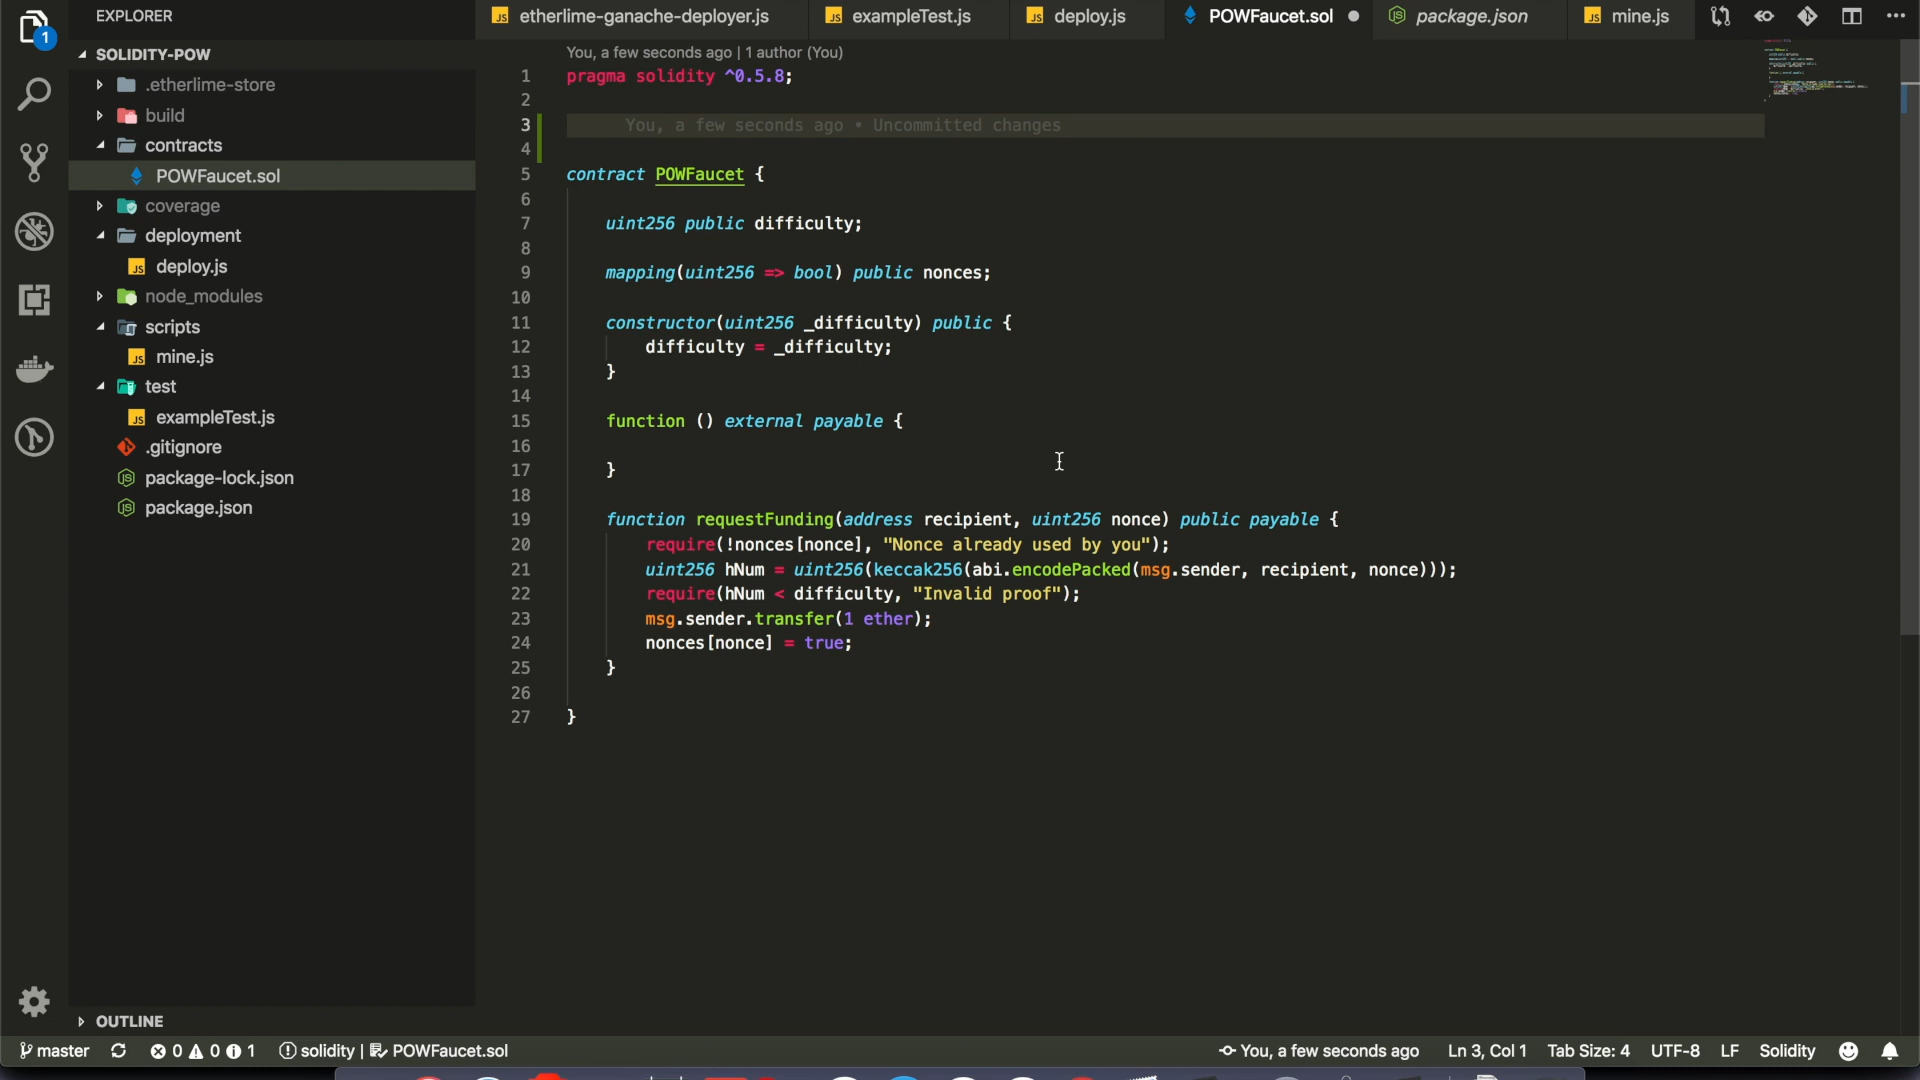 EXPLORER
SOLIDITY-POW
.etherlime-store
build
contracts
POWFaucet.sol
coverage
deployment
deploy.js
node_modules
scripts
mine.js
test
exampleTest.js
.gitignore
package-lock.json
package.json
OUTLINE
etherlime-ganache-deployer.js exampleTest.js deploy.js POWFaucet.sol package.json mine.js
You, a few seconds ago | 1 author (You)
1 pragma solidity ^0.5.8;
2
3 You, a few seconds ago • Uncommitted changes
4
5 contract POWFaucet {
6
7 uint256 public difficulty;
8
9 mapping(uint256 => bool) public nonces;
10
11 constructor(uint256 _difficulty) public {
12 difficulty = _difficulty;
13 }
14
15 function () external payable {
16
17 }
18
19 function requestFunding(address recipient, uint256 nonce) public payable {
20 require(!nonces[nonce], "Nonce already used by you");
21 uint256 hNum = uint256(keccak256(abi.encodePacked(msg.sender, recipient, nonce)));
22 require(hNum < difficulty, "Invalid proof");
23 msg.sender.transfer(1 ether);
24 nonces[nonce] = true;
25 }
26
27 }
1
master 0 0 1 solidity | POWFaucet.sol You, a few seconds ago Ln 3, Col 1 Tab Size: 4 UTF-8 LF Solidity